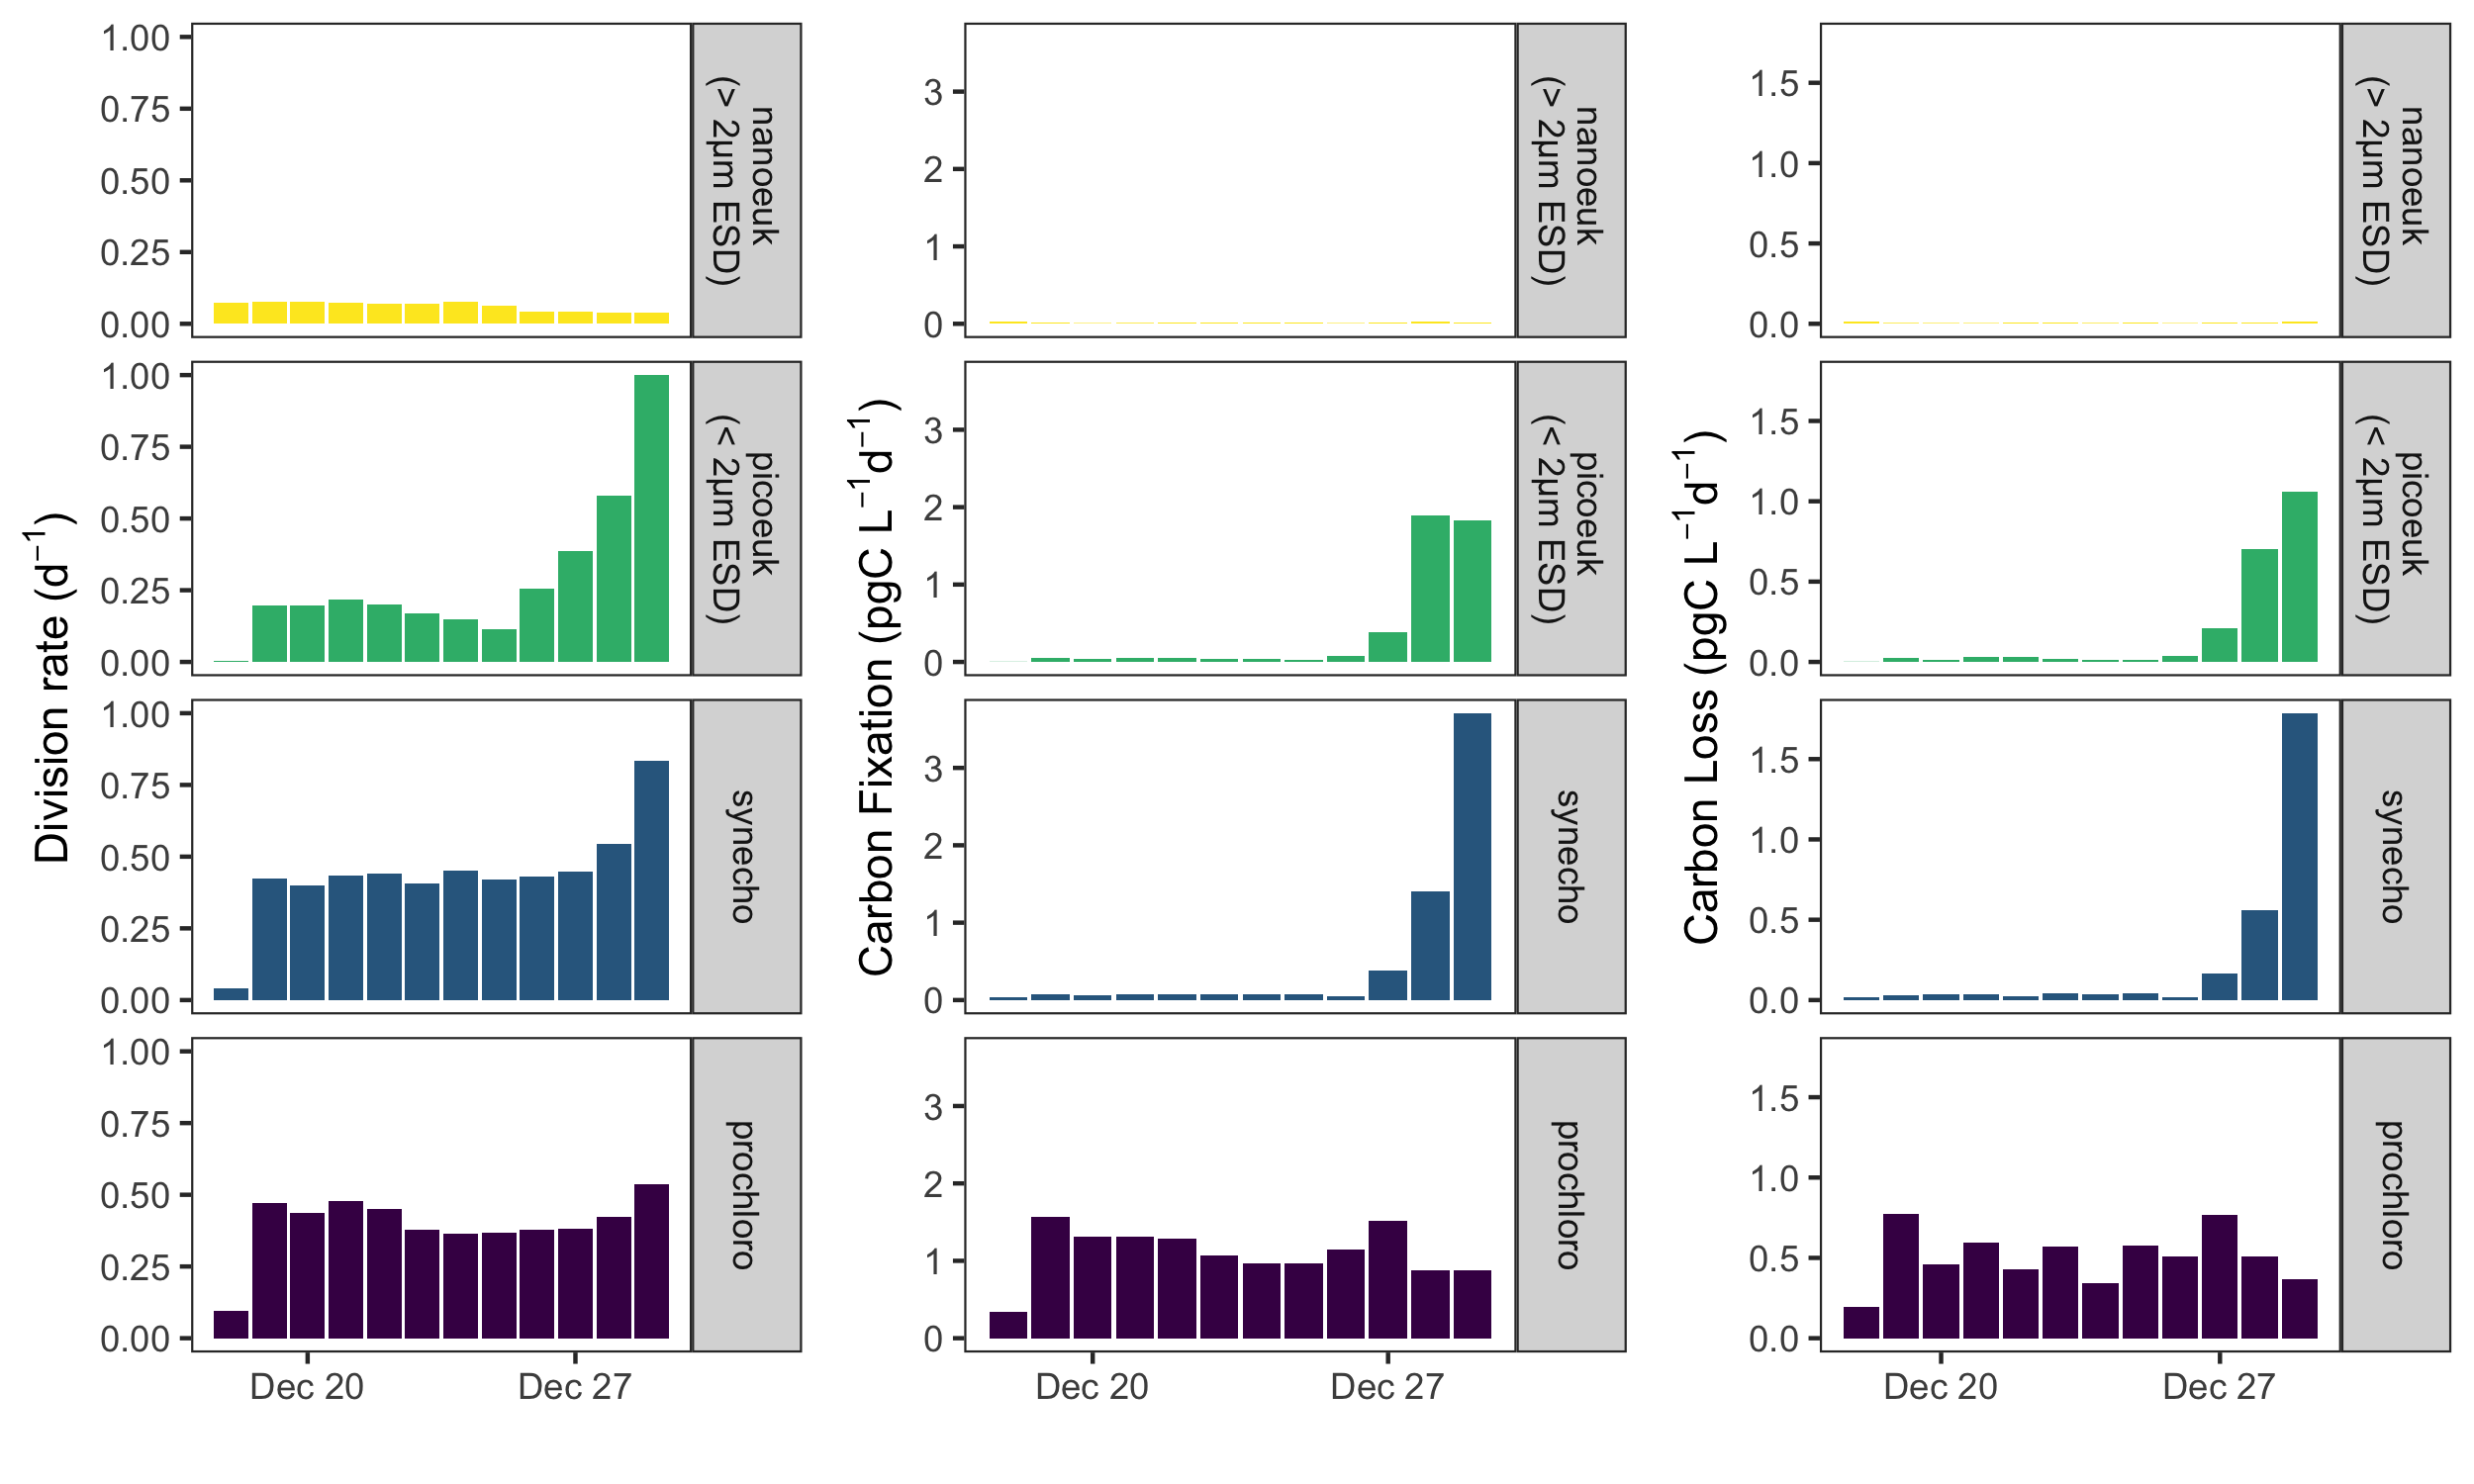 Division rate (d⁻¹)
1.00
0.75
0.50
0.25
0.00
nanoeuk
(> 2µm ESD)
1.00
0.75
0.50
0.25
0.00
picoeuk
(< 2µm ESD)
1.00
0.75
0.50
0.25
0.00
synecho
1.00
0.75
0.50
0.25
0.00
prochloro
Dec 20
Dec 27
Carbon Fixation (pgC L⁻¹d⁻¹)
3
2
1
0
nanoeuk
(> 2µm ESD)
3
2
1
0
picoeuk
(< 2µm ESD)
3
2
1
0
synecho
3
2
1
0
prochloro
Dec 20
Dec 27
Carbon Loss (pgC L⁻¹d⁻¹)
1.5
1.0
0.5
0.0
nanoeuk
(> 2µm ESD)
1.5
1.0
0.5
0.0
picoeuk
(< 2µm ESD)
1.5
1.0
0.5
0.0
synecho
1.5
1.0
0.5
0.0
prochloro
Dec 20
Dec 27